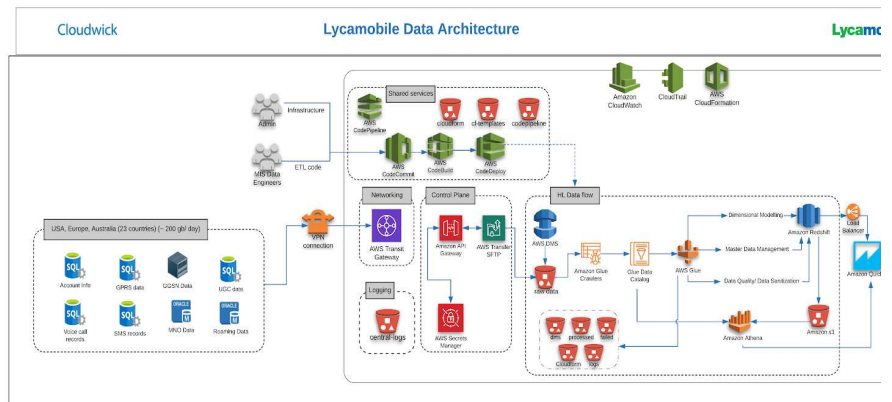 Cloudwick
Lycamobile Data Architecture
Lycamo
Amazon
CloudWatch
CloudTrail
AWS
CloudFormation
Shared services
AWS
CodePipeline
cloudform
cf-templates
codepipeline
Admin
Infrastructure
MIS Data
Engineers
ETL code
AWS
CodeCommit
AWS
CodeBuild
AWS
CodeDeploy
Networking
AWS Transit
Gateway
Control Plane
Amazon API
Gateway
AWS Transfer
SFTP
AWS Secrets
Manager
Logging
central-logs
VPN
connection
USA, Europe, Australia (23 countries) (~ 200 gb/ day)
Account Info
GPRS data
GGSN Data
UGC data
Voice call
records
SMS records
MNO Data
Roaming Data
HL Data flow
AWS DMS
raw data
Amazon Glue
Crawlers
Glue Data
Catalog
AWS Glue
Dimensional Modelling
Master Data Management
Data Quality/ Data Sanitization
Amazon Redshift
Load
Balancer
Amazon Quick
dms
processed
failed
Cloudform
logs
Amazon Athena
Amazon s3